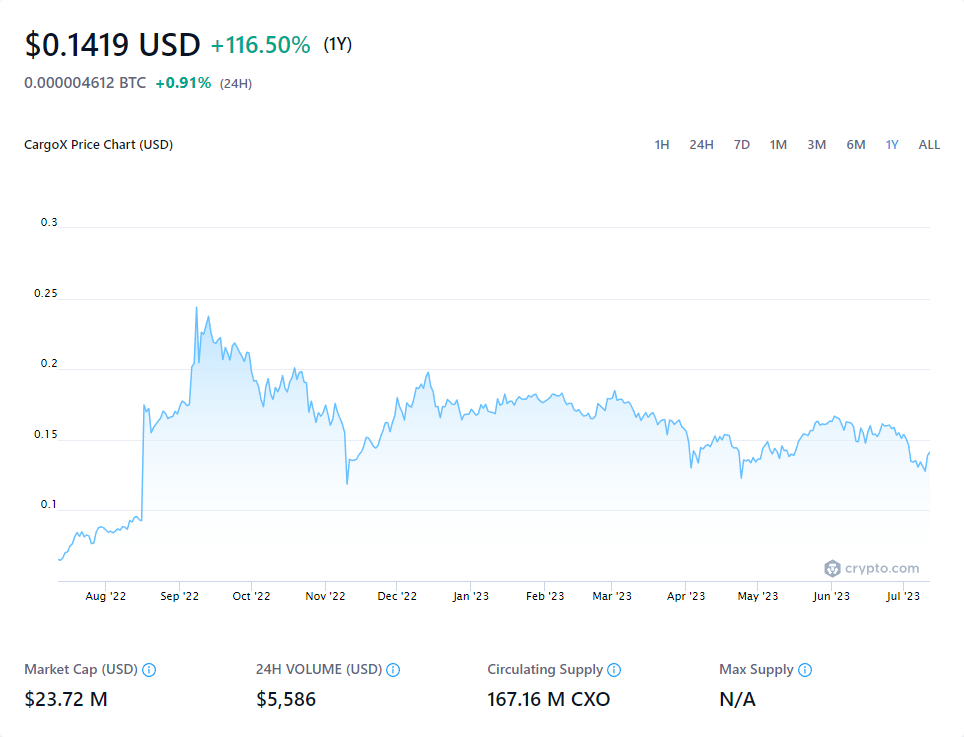 $0.1419 USD +116.50% (1Y)
0.000004612 BTC +0.91% (24H)
CargoX Price Chart (USD) 1H 24H 7D 1M 3M 6M 1Y ALL
0.3
0.25
0.2
0.15
0.1
crypto.com
Aug '22 Sep '22 Oct '22 Nov '22 Dec '22 Jan '23 Feb '23 Mar '23 Apr '23 May '23 Jun '23 Jul '23
Market Cap (USD) 24H VOLUME (USD) Circulating Supply Max Supply
$23.72 M $5,586 167.16 M CXO N/A